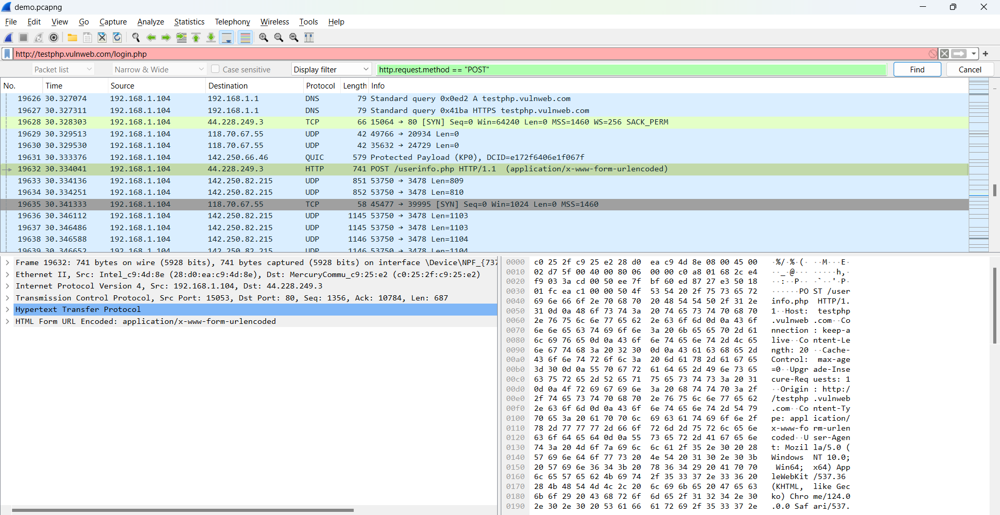 demo.pcapng
File Edit View Go Capture Analyze Statistics Telephony Wireless Tools Help
http://testphp.vulnweb.com/login.php
Packet list Narrow & Wide Case sensitive Display filter http.request.method == "POST" Find Cancel
No. Time Source Destination Protocol Length Info
19626 30.327074 192.168.1.104 192.168.1.1 DNS 79 Standard query 0x0ed2 A testphp.vulnweb.com
19627 30.327311 192.168.1.104 192.168.1.1 DNS 79 Standard query 0x41ba HTTPS testphp.vulnweb.com
19628 30.328303 192.168.1.104 44.228.249.3 TCP 66 15064 → 80 [SYN] Seq=0 Win=64240 Len=0 MSS=1460 WS=256 SACK_PERM
19629 30.329513 192.168.1.104 118.70.67.55 UDP 42 49766 → 20934 Len=0
19630 30.329530 192.168.1.104 118.70.67.55 UDP 42 35632 → 24729 Len=0
19631 30.333376 192.168.1.104 142.250.66.46 QUIC 579 Protected Payload (KP0), DCID=e172f6406e1f067f
19632 30.334041 192.168.1.104 44.228.249.3 HTTP 741 POST /userinfo.php HTTP/1.1  (application/x-www-form-urlencoded)
19633 30.334136 192.168.1.104 142.250.82.215 UDP 851 53750 → 3478 Len=809
19634 30.334251 192.168.1.104 142.250.82.215 UDP 852 53750 → 3478 Len=810
19635 30.341333 192.168.1.104 118.70.67.55 TCP 58 45477 → 39995 [SYN] Seq=0 Win=1024 Len=0 MSS=1460
19636 30.346112 192.168.1.104 142.250.82.215 UDP 1145 53750 → 3478 Len=1103
19637 30.346486 192.168.1.104 142.250.82.215 UDP 1145 53750 → 3478 Len=1103
19638 30.346588 192.168.1.104 142.250.82.215 UDP 1146 53750 → 3478 Len=1104
19639 30.346652 192.168.1.104 142.250.82.215 UDP 1146 53750 → 3478 Len=1104
Frame 19632: 741 bytes on wire (5928 bits), 741 bytes captured (5928 bits) on interface \Device\NPF_{737
Ethernet II, Src: Intel_c9:4d:8e (28:d0:ea:c9:4d:8e), Dst: MercuryCommu_c9:25:e2 (c0:25:2f:c9:25:e2)
Internet Protocol Version 4, Src: 192.168.1.104, Dst: 44.228.249.3
Transmission Control Protocol, Src Port: 15053, Dst Port: 80, Seq: 1356, Ack: 10784, Len: 687
Hypertext Transfer Protocol
HTML Form URL Encoded: application/x-www-form-urlencoded
0000 c0 25 2f c9 25 e2 28 d0 ea c9 4d 8e 08 00 45 00 ·%/·%·(· ··M···E·
0010 02 d7 5f 00 40 00 80 06 00 00 c0 a8 01 68 2c e4 ··_·@··· ·····h,·
0020 f9 03 3a cd 00 50 ee 7f bf 60 ed 87 27 e3 50 18 ··:··P·· ·`··'·P·
0030 01 fc ea c1 00 00 50 4f 53 54 20 2f 75 73 65 72 ······PO ST /user
0040 69 6e 66 6f 2e 70 68 70 20 48 54 54 50 2f 31 2e info.php HTTP/1.
0050 31 0d 0a 48 6f 73 74 3a 20 74 65 73 74 70 68 70 1··Host: testphp
0060 2e 76 75 6c 6e 77 65 62 2e 63 6f 6d 0d 0a 43 6f .vulnweb .com··Co
0070 6e 6e 65 63 74 69 6f 6e 3a 20 6b 65 65 70 2d 61 nnection : keep-a
0080 6c 69 76 65 0d 0a 43 6f 6e 74 65 6e 74 2d 4c 65 live··Co ntent-Le
0090 6e 67 74 68 3a 20 32 30 0d 0a 43 61 63 68 65 2d ngth: 20 ··Cache-
00a0 43 6f 6e 74 72 6f 6c 3a 20 6d 61 78 2d 61 67 65 Control: max-age
00b0 3d 30 0d 0a 55 70 67 72 61 64 65 2d 49 6e 73 65 =0··Upgr ade-Inse
00c0 63 75 72 65 2d 52 65 71 75 65 73 74 73 3a 20 31 cure-Req uests: 1
00d0 0d 0a 4f 72 69 67 69 6e 3a 20 68 74 74 70 3a 2f ··Origin : http:/
00e0 2f 74 65 73 74 70 68 70 2e 76 75 6c 6e 77 65 62 /testphp .vulnweb
00f0 2e 63 6f 6d 0d 0a 43 6f 6e 74 65 6e 74 2d 54 79 .com··Co ntent-Ty
0100 70 65 3a 20 61 70 70 6c 69 63 61 74 69 6f 6e 2f pe: appl ication/
0110 78 2d 77 77 77 2d 66 6f 72 6d 2d 75 72 6c 65 6e x-www-fo rm-urlen
0120 63 6f 64 65 64 0d 0a 55 73 65 72 2d 41 67 65 6e coded··U ser-Agen
0130 74 3a 20 4d 6f 7a 69 6c 6c 61 2f 35 2e 30 20 28 t: Mozil la/5.0 (
0140 57 69 6e 64 6f 77 73 20 4e 54 20 31 30 2e 30 3b Windows NT 10.0;
0150 20 57 69 6e 36 34 3b 20 78 36 34 29 20 41 70 70 Win64; x64) App
0160 6c 65 57 65 62 4b 69 74 2f 35 33 37 2e 33 36 20 leWebKit /537.36
0170 28 4b 48 54 4d 4c 2c 20 6c 69 6b 65 20 47 65 63 (KHTML, like Gec
0180 6b 6f 29 20 43 68 72 6f 6d 65 2f 31 32 34 2e 30 ko) Chro me/124.0
0190 2e 30 2e 30 20 53 61 66 61 72 69 2f 35 33 37 2e .0.0 Saf ari/537.